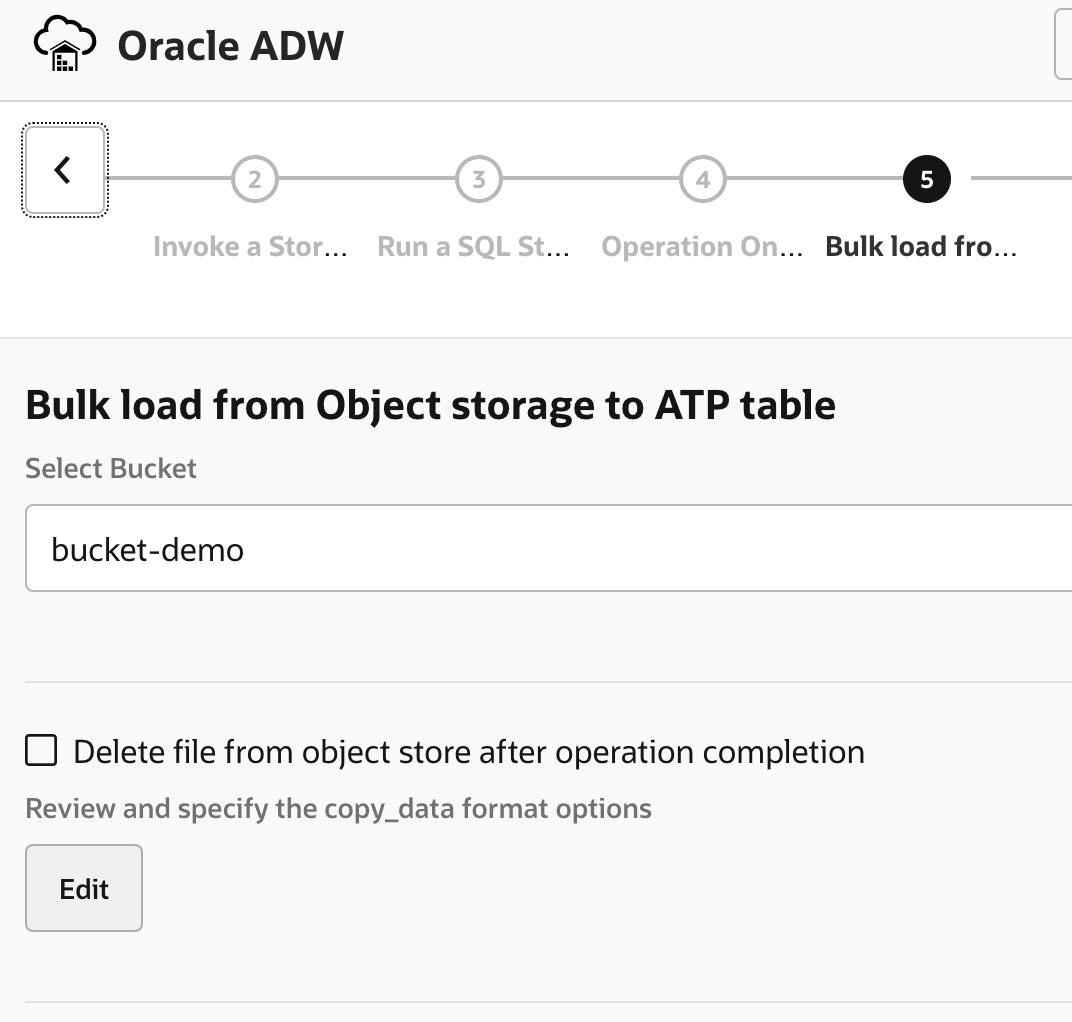 Oracle ADW
2 3 4 5
Invoke a Stor... Run a SQL St... Operation On... Bulk load fro...
Bulk load from Object storage to ATP table
Select Bucket
bucket-demo
Delete file from object store after operation completion
Review and specify the copy_data format options
Edit